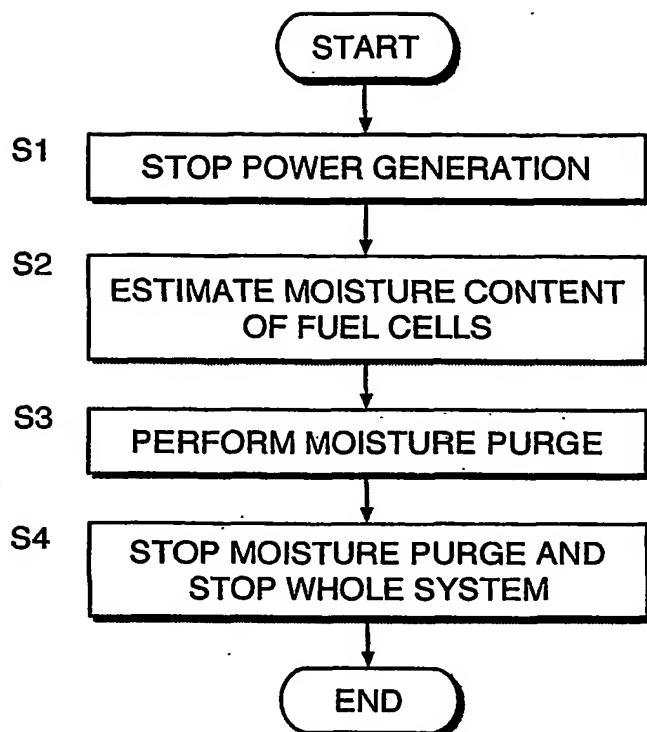 START
S1
STOP POWER GENERATION
S2
ESTIMATE MOISTURE CONTENT
OF FUEL CELLS
S3
PERFORM MOISTURE PURGE
S4
STOP MOISTURE PURGE AND
STOP WHOLE SYSTEM
END